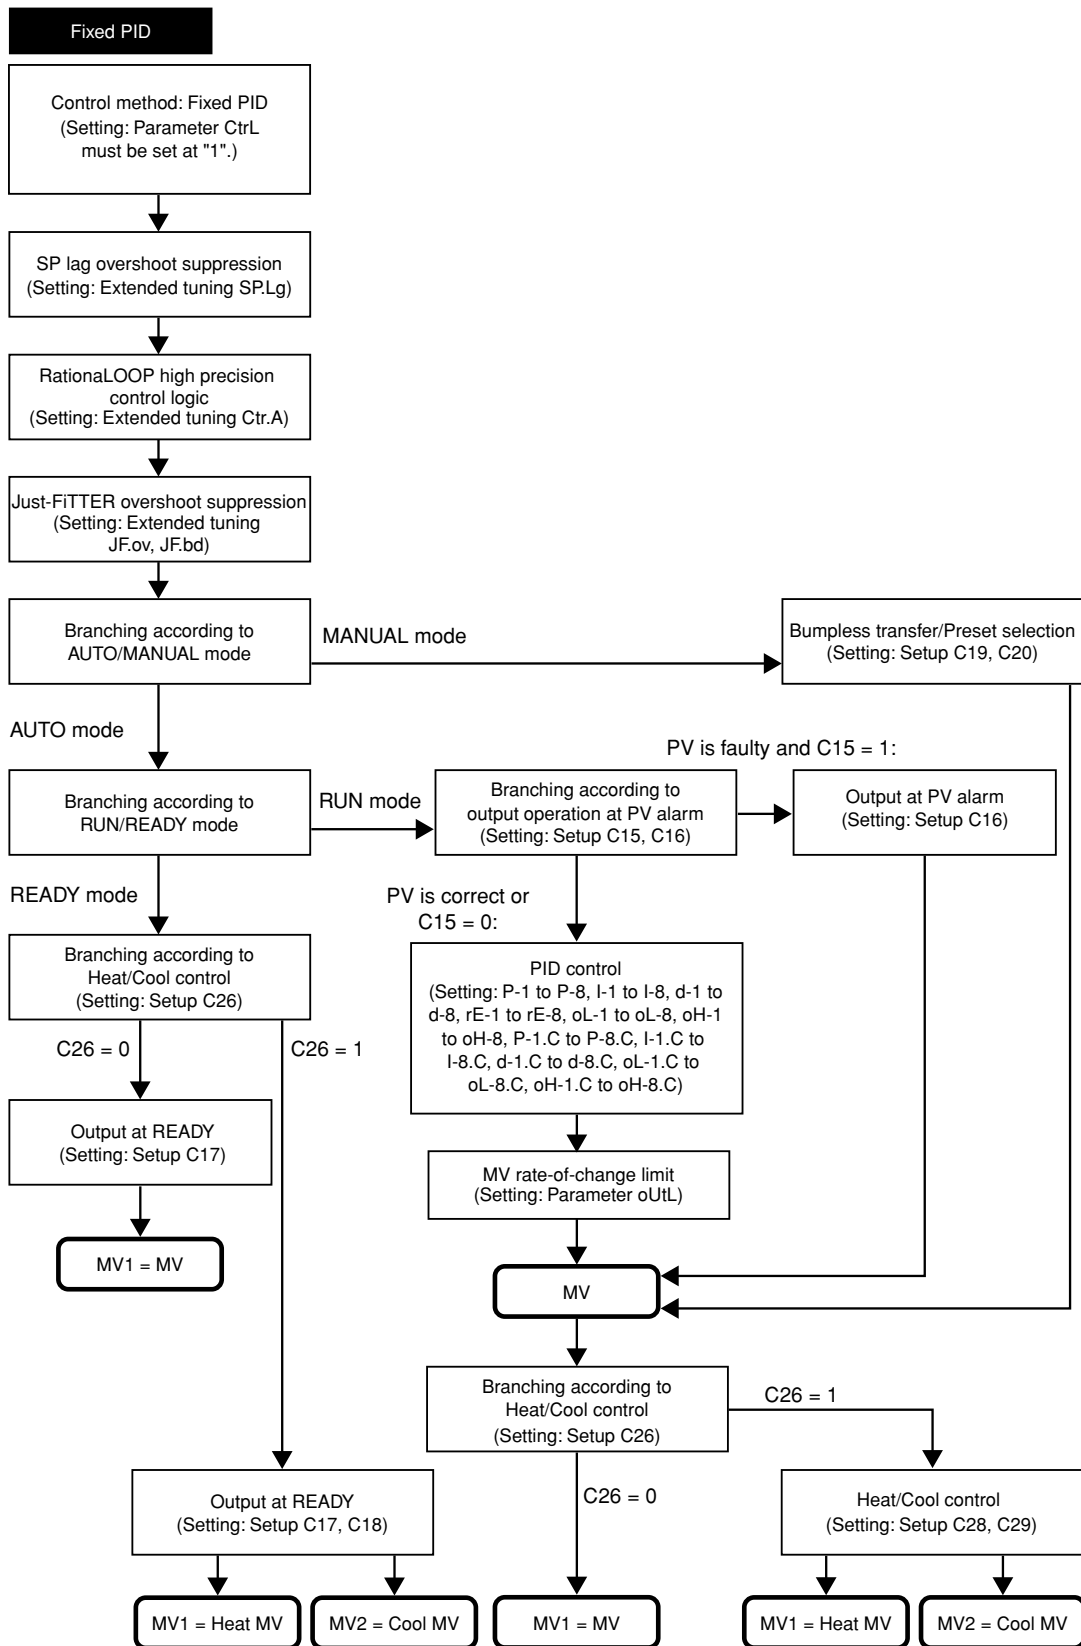 Fixed PID
Control method: Fixed PID
(Setting: Parameter CtrL
must be set at "1".)
SP lag overshoot suppression
(Setting: Extended tuning SP.Lg)
RationaLOOP high precision
control logic
(Setting: Extended tuning Ctr.A)
Just-FiTTER overshoot suppression
(Setting: Extended tuning
JF.ov, JF.bd)
Branching according to
AUTO/MANUAL mode
MANUAL mode
Bumpless transfer/Preset selection
(Setting: Setup C19, C20)
AUTO mode
PV is faulty and C15 = 1:
Branching according to
RUN/READY mode
RUN mode
Branching according to
output operation at PV alarm
(Setting: Setup C15, C16)
Output at PV alarm
(Setting: Setup C16)
READY mode
PV is correct or
C15 = 0:
Branching according to
Heat/Cool control
(Setting: Setup C26)
PID control
(Setting: P-1 to P-8, I-1 to I-8, d-1 to
d-8, rE-1 to rE-8, oL-1 to oL-8, oH-1
to oH-8, P-1.C to P-8.C, I-1.C to
I-8.C, d-1.C to d-8.C, oL-1.C to
oL-8.C, oH-1.C to oH-8.C)
C26 = 0
C26 = 1
Output at READY
(Setting: Setup C17)
MV rate-of-change limit
(Setting: Parameter oUtL)
MV1 = MV
MV
Branching according to
Heat/Cool control
(Setting: Setup C26)
C26 = 1
C26 = 0
Output at READY
(Setting: Setup C17, C18)
Heat/Cool control
(Setting: Setup C28, C29)
MV1 = Heat MV
MV2 = Cool MV
MV1 = MV
MV1 = Heat MV
MV2 = Cool MV